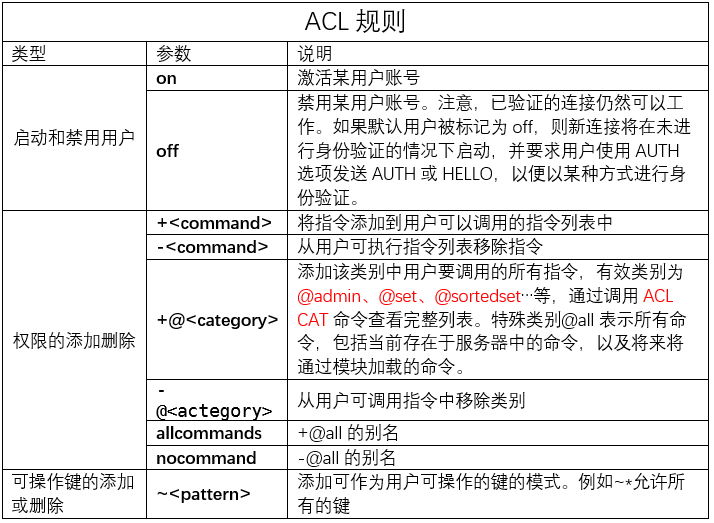 ACL 规则
类型 参数 说明
启动和禁用用户
on
激活某用户账号
off
禁用某用户账号。注意，已验证的连接仍然可以工
作。如果默认用户被标记为 off，则新连接将在未进
行身份验证的情况下启动，并要求用户使用 AUTH
选项发送 AUTH 或 HELLO，以便以某种方式进行身
份验证。
权限的添加删除
+<command>
将指令添加到用户可以调用的指令列表中
-<command>
从用户可执行指令列表移除指令
+@<category>
添加该类别中用户要调用的所有指令，有效类别为
@admin、@set、@sortedset…等，通过调用 ACL
CAT 命令查看完整列表。特殊类别@all 表示所有命
令，包括当前存在于服务器中的命令，以及将来将
通过模块加载的命令。
-
@<actegory>
从用户可调用指令中移除类别
allcommands
+@all 的别名
nocommand
-@all 的别名
可操作键的添加
或删除
~<pattern>
添加可作为用户可操作的键的模式。例如~*允许所
有的键